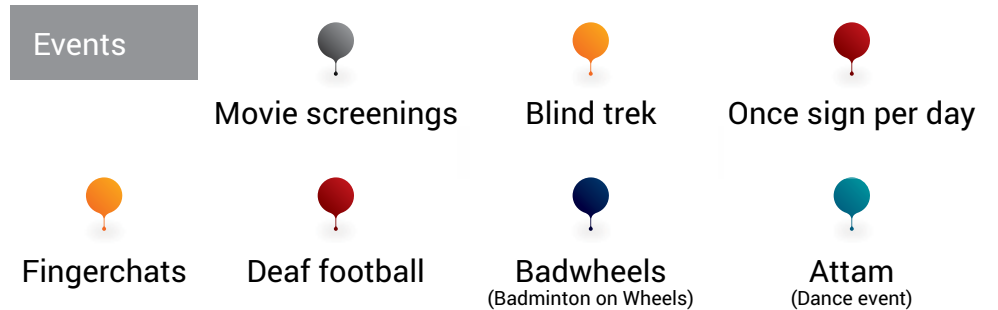 Events
Movie screenings
Blind trek
Once sign per day
Fingerchats
Deaf football
Badwheels
(Badminton on Wheels)
Attam
(Dance event)